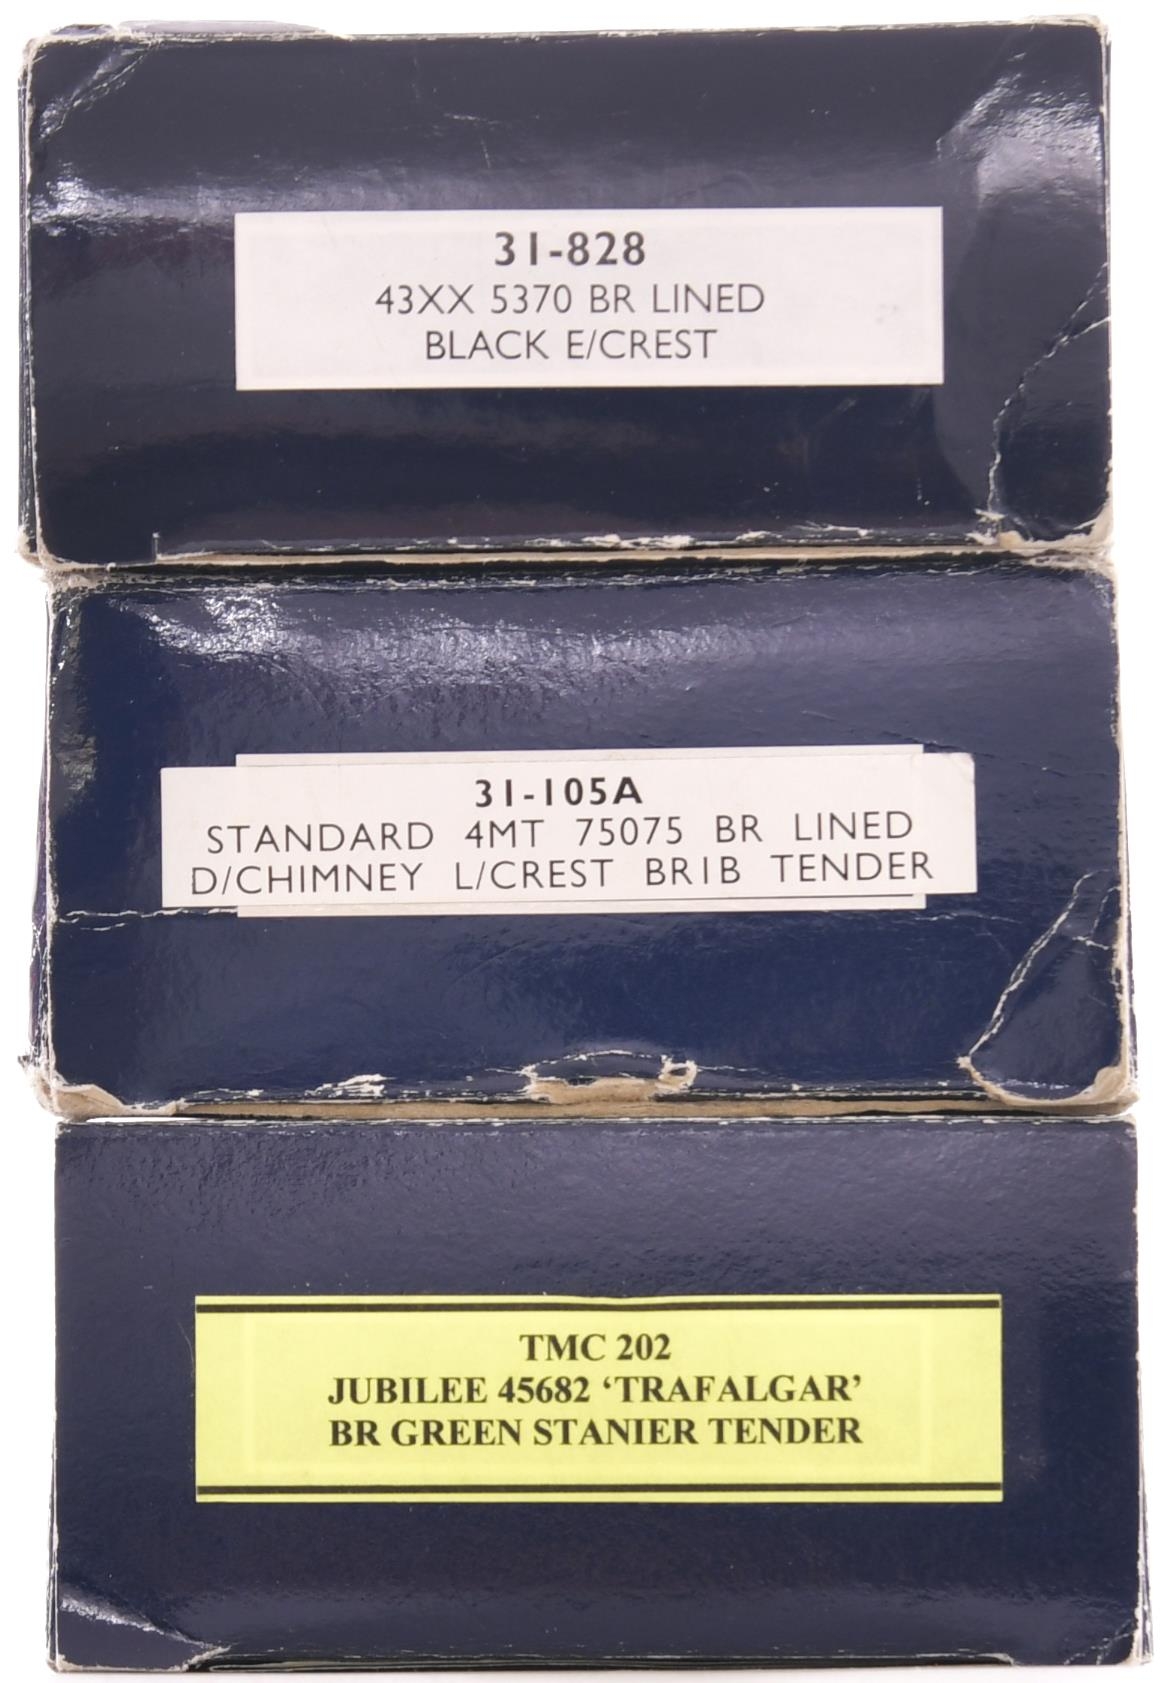 31-828
43XX 5370 BR LINED
BLACK E/CREST
31-105A
STANDARD 4MT 75075 BR LINED
D/CHIMNEY L/CREST BR1B TENDER
TMC 202
JUBILEE 45682 ‘TRAFALGAR’
BR GREEN STANIER TENDER